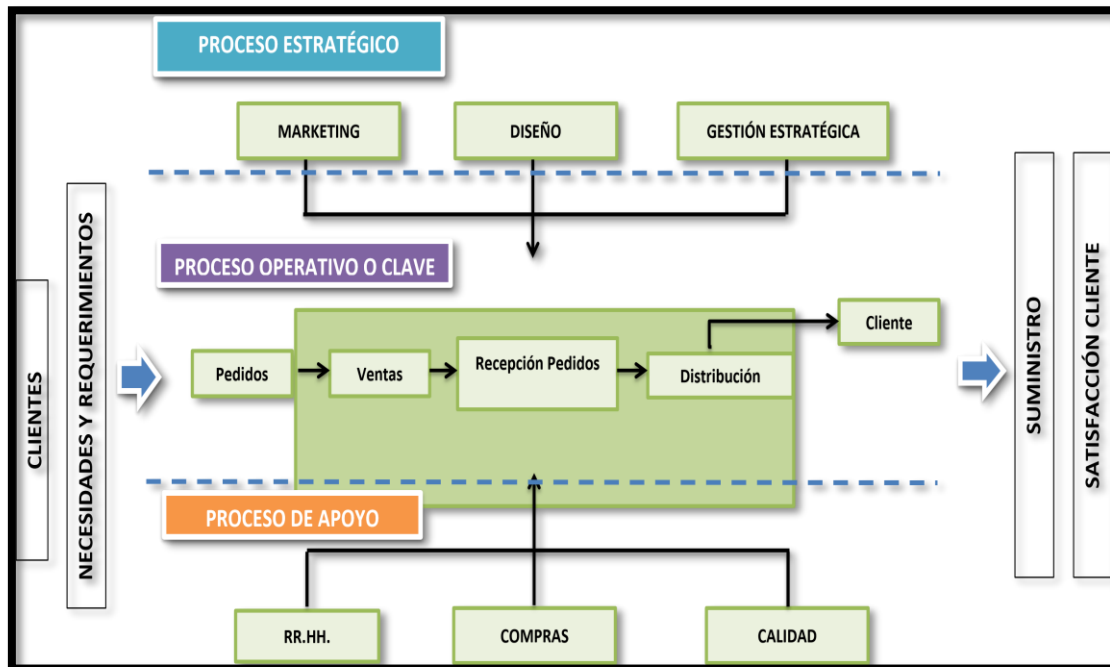 PROCESO ESTRATÉGICO
MARKETING
DISEÑO
GESTIÓN ESTRATÉGICA
CLIENTES
NECESIDADES Y REQUERIMIENTOS
PROCESO OPERATIVO O CLAVE
Pedidos
Ventas
Recepción Pedidos
Distribución
Cliente
SUMINISTRO
SATISFACCIÓN CLIENTE
PROCESO DE APOYO
RR.HH.
COMPRAS
CALIDAD